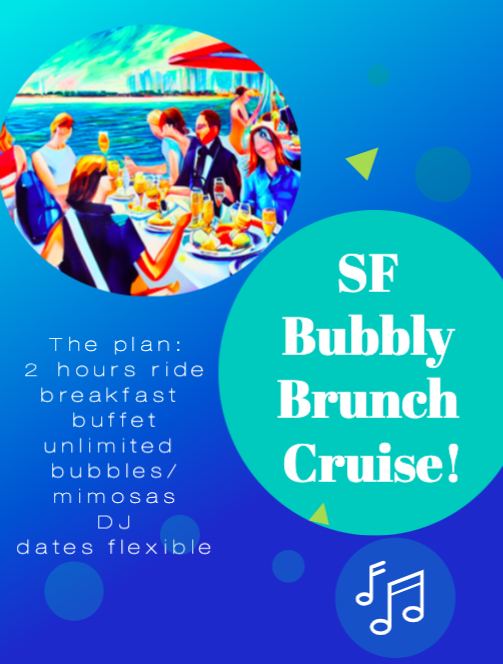 SF
Bubbly
Brunch
Cruise!
The plan:
2 hours ride
breakfast
buffet
unlimited
bubbles/
mimosas
DJ
dates flexible